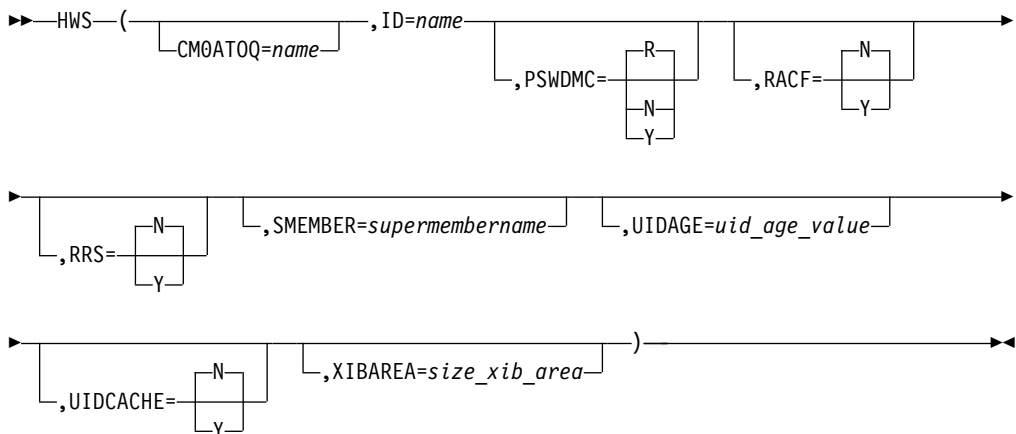 HWS ( ,ID=name
CM0ATOQ=name
,PSWDMC= R
N
Y
,RACF= N
Y
,RRS= N
Y
,SMEMBER=supermembername
,UIDAGE=uid_age_value
,UIDCACHE= N
Y
,XIBAREA=size_xib_area
)